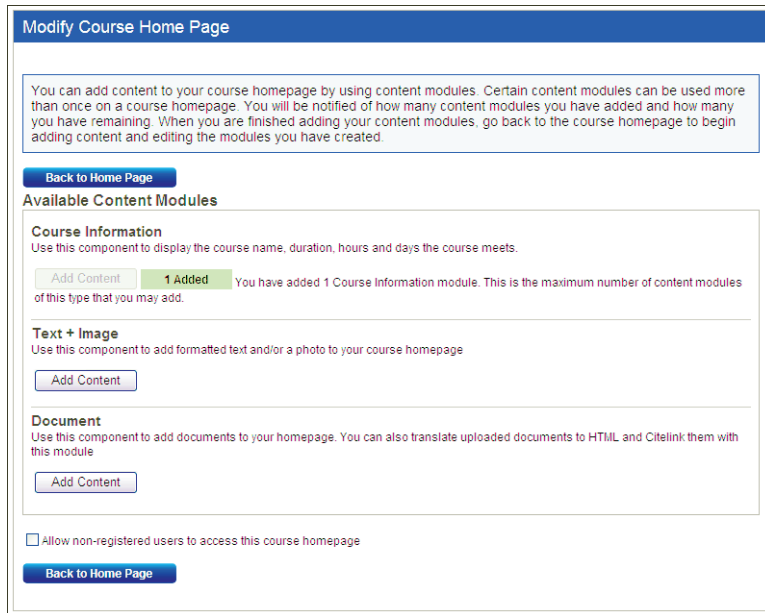 Modify Course Home Page
You can add content to your course homepage by using content modules. Certain content modules can be used more
than once on a course homepage. You will be notified of how many content modules you have added and how many
you have remaining. When you are finished adding your content modules, go back to the course homepage to begin
adding content and editing the modules you have created.
Back to Home Page
Available Content Modules
Course Information
Use this component to display the course name, duration, hours and days the course meets.
Add Content 1 Added You have added 1 Course Information module. This is the maximum number of content modules
of this type that you may add.
Text + Image
Use this component to add formatted text and/or a photo to your course homepage
Add Content
Document
Use this component to add documents to your homepage. You can also translate uploaded documents to HTML and Citelink them with
this module
Add Content
Allow non-registered users to access this course homepage
Back to Home Page